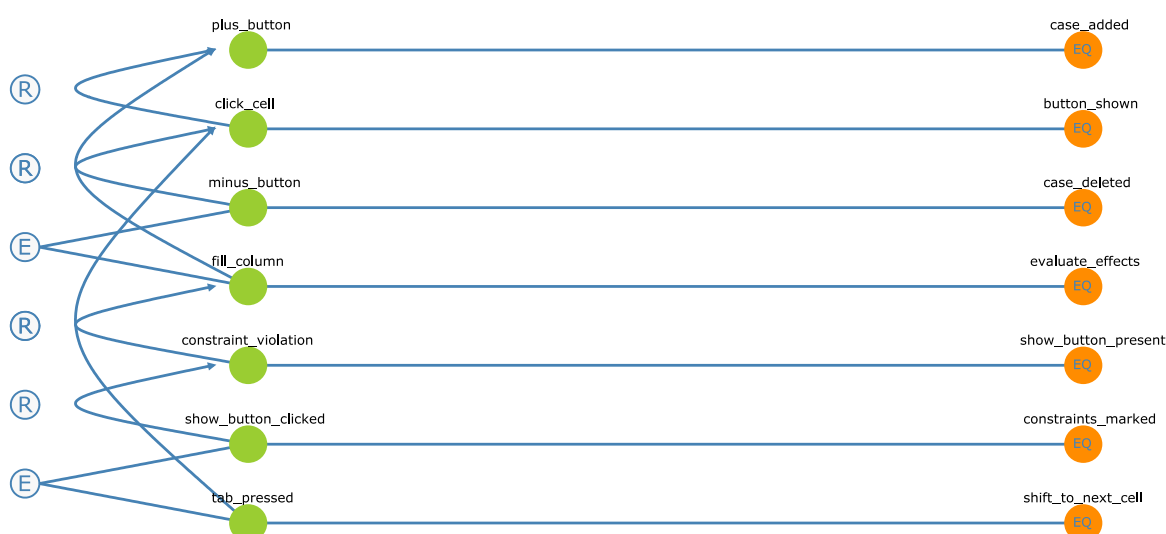 plus_button case_added
EQ
R
click_cell button_shown
EQ
R
minus_button case_deleted
EQ
E
fill_column evaluate_effects
EQ
R
constraint_violation show_button_present
EQ
R
show_button_clicked constraints_marked
EQ
E
tab_pressed shift_to_next_cell
EQ